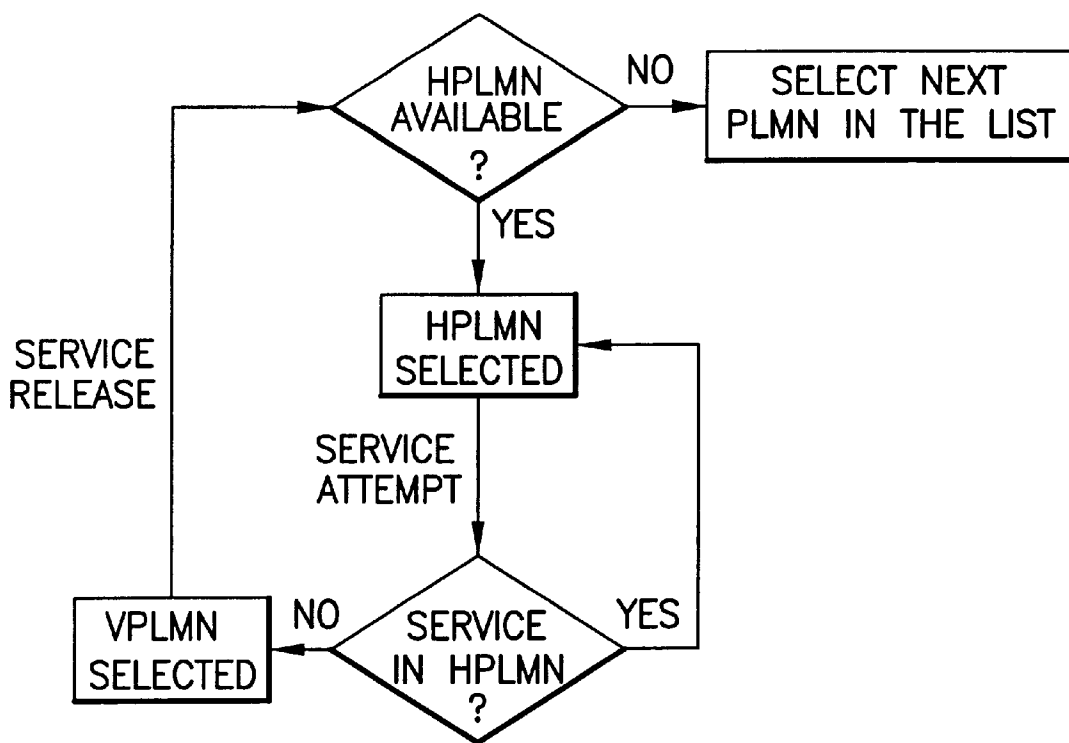 HPLMN
AVAILABLE
?
NO
SELECT NEXT
PLMN IN THE LIST
YES
HPLMN
SELECTED
SERVICE
RELEASE
SERVICE
ATTEMPT
VPLMN
SELECTED
NO
SERVICE
IN HPLMN
?
YES